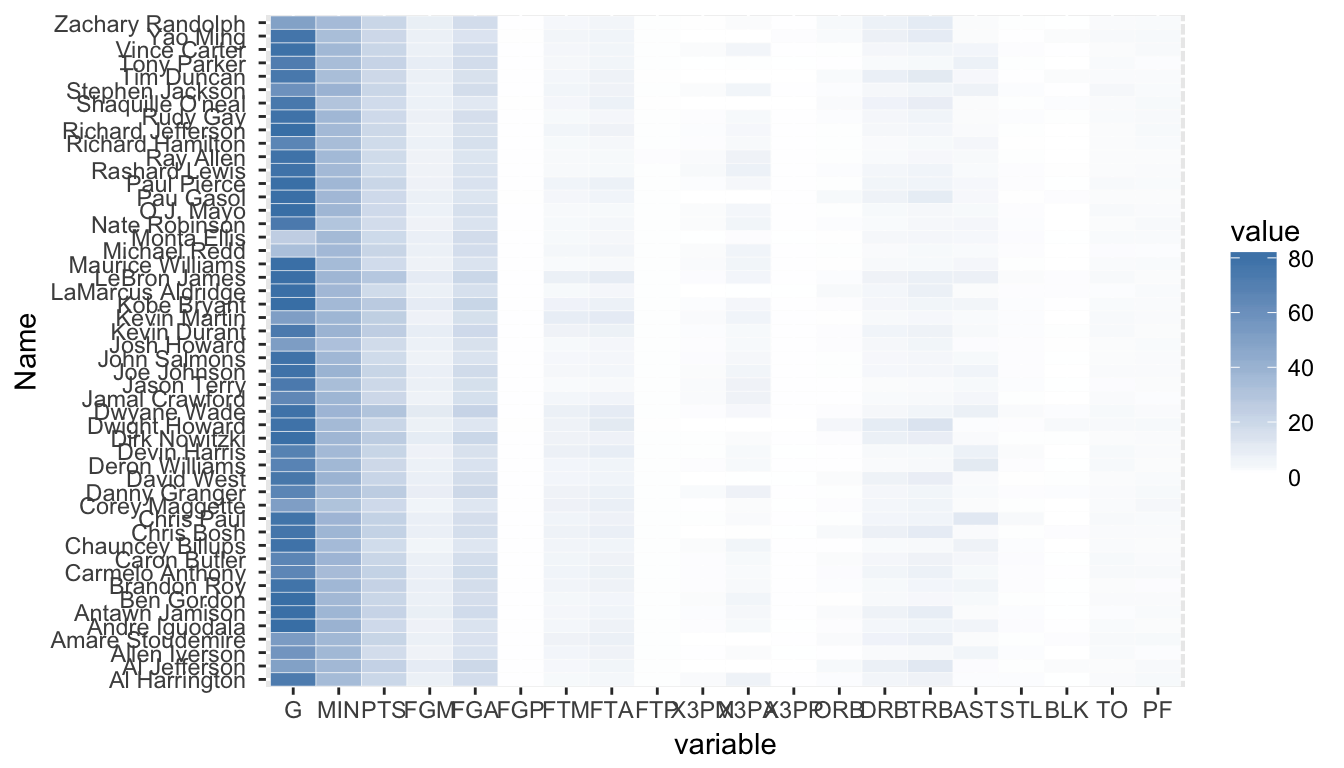 Zachary Randolph
Yao Ming
Vince Carter
Tony Parker
Tim Duncan
Stephen Jackson
Shaquille O'neal
Rudy Gay
Richard Jefferson
Richard Hamilton
Ray Allen
Rashard Lewis
Paul Pierce
Pau Gasol
O.J. Mayo
Nate Robinson
Monta Ellis
Michael Redd
Maurice Williams
LeBron James
LaMarcus Aldridge
Kobe Bryant
Kevin Martin
Kevin Durant
Josh Howard
John Salmons
Joe Johnson
Jason Terry
Jamal Crawford
Dwyane Wade
Dwight Howard
Dirk Nowitzki
Devin Harris
Deron Williams
David West
Danny Granger
Corey Maggette
Chris Paul
Chris Bosh
Chauncey Billups
Caron Butler
Carmelo Anthony
Brandon Roy
Ben Gordon
Antawn Jamison
Andre Iguodala
Amare Stoudemire
Allen Iverson
Al Jefferson
Al Harrington
Name
G MIN PTS FGM FGA FGP FTM FTA FTP X3PM X3PA X3PP ORB DRB TRB AST STL BLK TO PF
variable
value
80
60
40
20
0